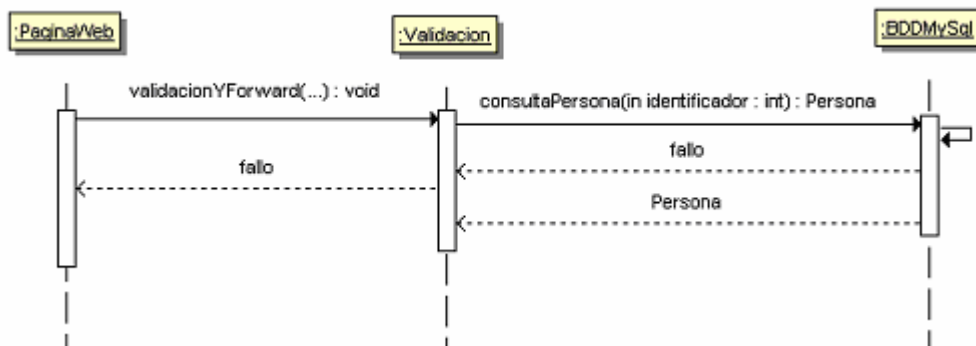 :PaginaWeb
:Validacion
:BDDMySql
validacionYForward(...) : void
consultaPersona(in identificador : int) : Persona
fallo
fallo
Persona